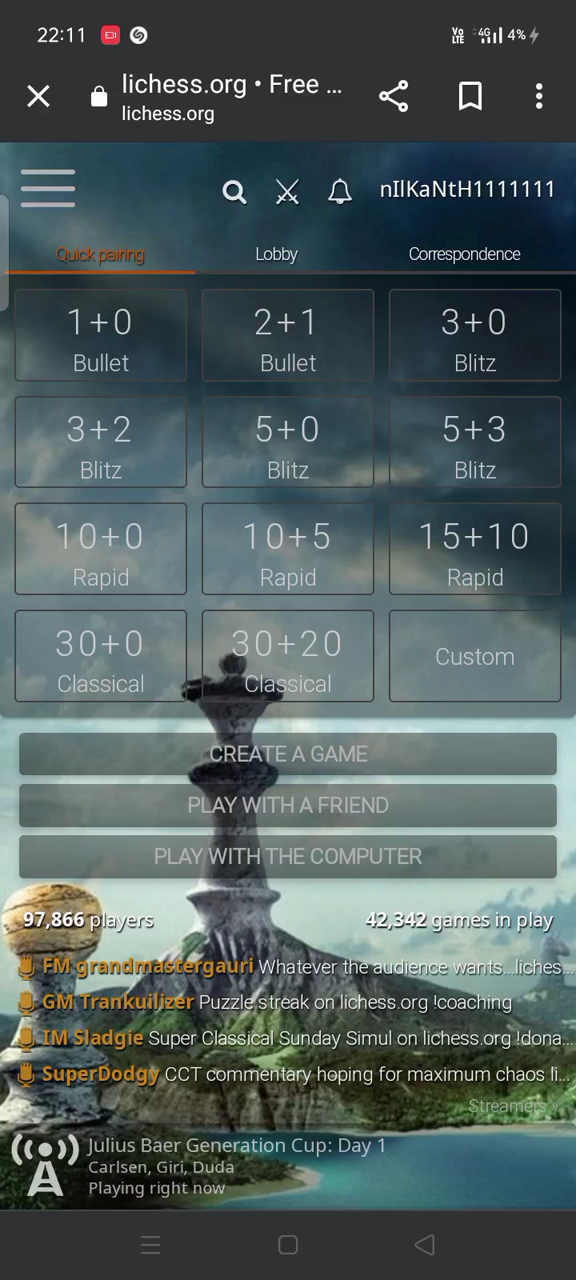 22:11 Vo LTE 4G 4%
lichess.org • Free ...
lichess.org
nIlKaNtH1111111
Quick pairing Lobby Correspondence
1+0 2+1 3+0
Bullet Bullet Blitz
3+2 5+0 5+3
Blitz Blitz Blitz
10+0 10+5 15+10
Rapid Rapid Rapid
30+0 30+20 Custom
Classical Classical
CREATE A GAME
PLAY WITH A FRIEND
PLAY WITH THE COMPUTER
97,866 players 42,342 games in play
FM grandmastergauri Whatever the audience wants...liches...
GM Trankuilizer Puzzle streak on lichess.org !coaching
IM Sladgie Super Classical Sunday Simul on lichess.org !dona...
SuperDodgy CCT commentary hoping for maximum chaos li...
Streamers »
Julius Baer Generation Cup: Day 1
Carlsen, Giri, Duda
Playing right now